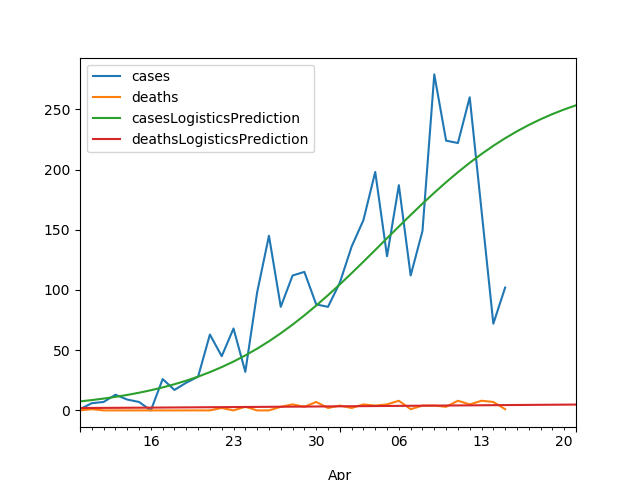 cases
deaths
casesLogisticsPrediction
deathsLogisticsPrediction
250
200
150
100
50
0
16 23 30 06 13 20
Apr